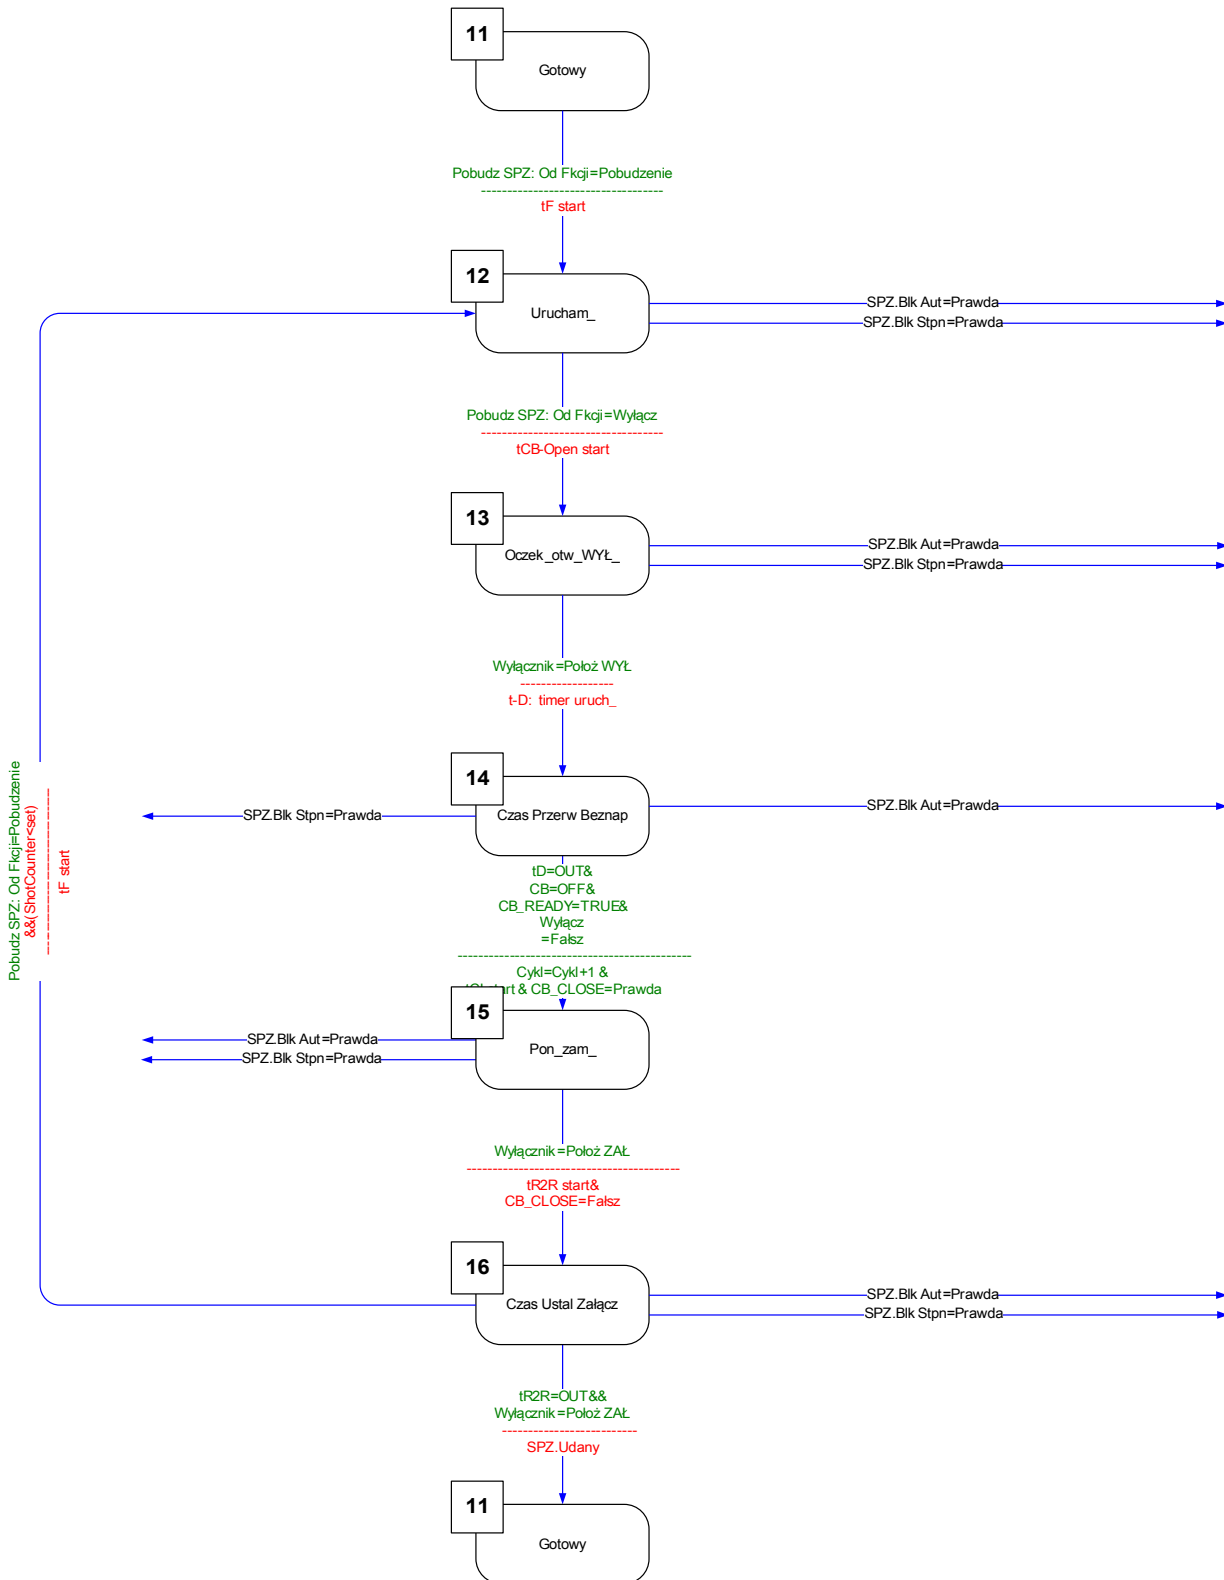 11
Gotowy
Pobudz SPZ: Od Fkcji=Pobudzenie
-----------------------------------
tF start
12
Urucham_
SPZ.Blk Aut=Prawda
SPZ.Blk Stpn=Prawda
Pobudz SPZ: Od Fkcji=Wyłącz
-----------------------------------
tCB-Open start
13
Oczek_otw_WYŁ_
SPZ.Blk Aut=Prawda
SPZ.Blk Stpn=Prawda
Wyłącznik=Położ WYŁ
------------------
t-D: timer uruch_
Pobudz SPZ: Od Fkcji=Pobudzenie
&&(ShotCounter<set)
--------------------------------
tF start
14
Czas Przerw Beznap
SPZ.Blk Stpn=Prawda
SPZ.Blk Aut=Prawda
tD=OUT&
CB=OFF&
CB_READY=TRUE&
Wyłącz
=Fałsz
---------------------------------------------
Cykl=Cykl+1 &
& CB_CLOSE=Prawda
15
Pon_zam_
SPZ.Blk Aut=Prawda
SPZ.Blk Stpn=Prawda
Wyłącznik=Położ ZAŁ
-----------------------------------------
tR2R start&
CB_CLOSE=Fałsz
16
Czas Ustal Załącz
SPZ.Blk Aut=Prawda
SPZ.Blk Stpn=Prawda
tR2R=OUT&&
Wyłącznik=Położ ZAŁ
--------------------------
SPZ.Udany
11
Gotowy